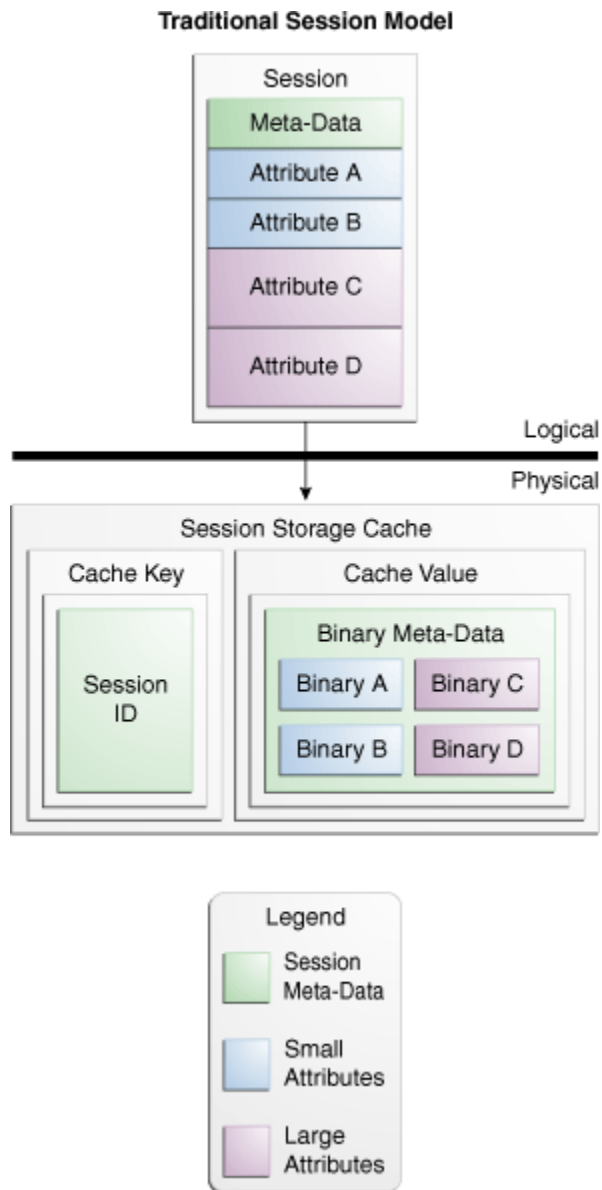 Traditional Session Model
Session
Meta-Data
Attribute A
Attribute B
Attribute C
Attribute D
Logical
Physical
Session Storage Cache
Cache Key
Session
ID
Cache Value
Binary Meta-Data
Binary A
Binary C
Binary B
Binary D
Legend
Session
Meta-Data
Small
Attributes
Large
Attributes